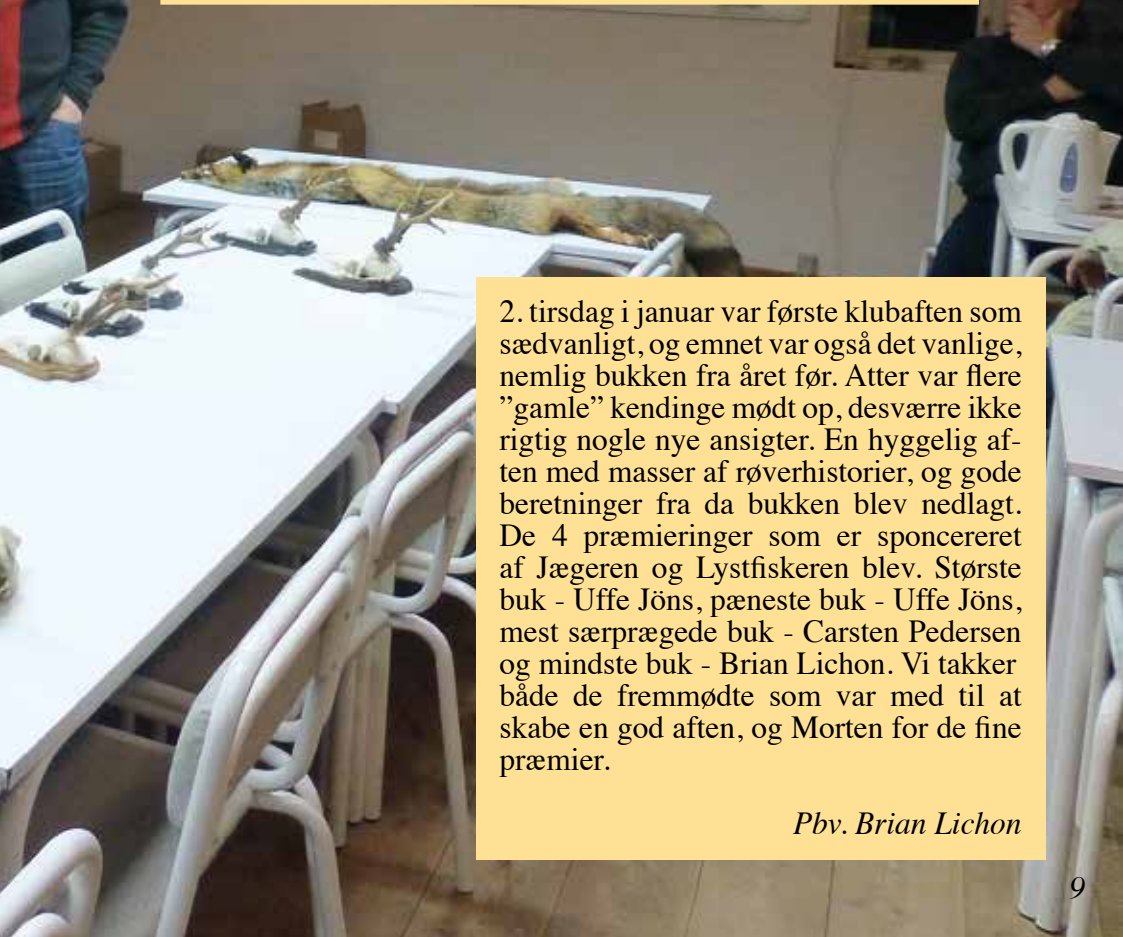 2. tirsdag i januar var første klubaften som
sædvanligt, og emnet var også det vanlige,
nemlig bukken fra året før. Atter var flere
”gamle” kendinge mødt op, desværre ikke
rigtig nogle nye ansigter. En hyggelig af-
ten med masser af røverhistorier, og gode
beretninger fra da bukken blev nedlagt.
De 4 præmieringer som er sponcereret
af Jægeren og Lystfiskeren blev. Største
buk - Uffe Jöns, pæneste buk - Uffe Jöns,
mest særprægede buk - Carsten Pedersen
og mindste buk - Brian Lichon. Vi takker
både de fremmødte som var med til at
skabe en god aften, og Morten for de fine
præmier.
Pbv. Brian Lichon
9